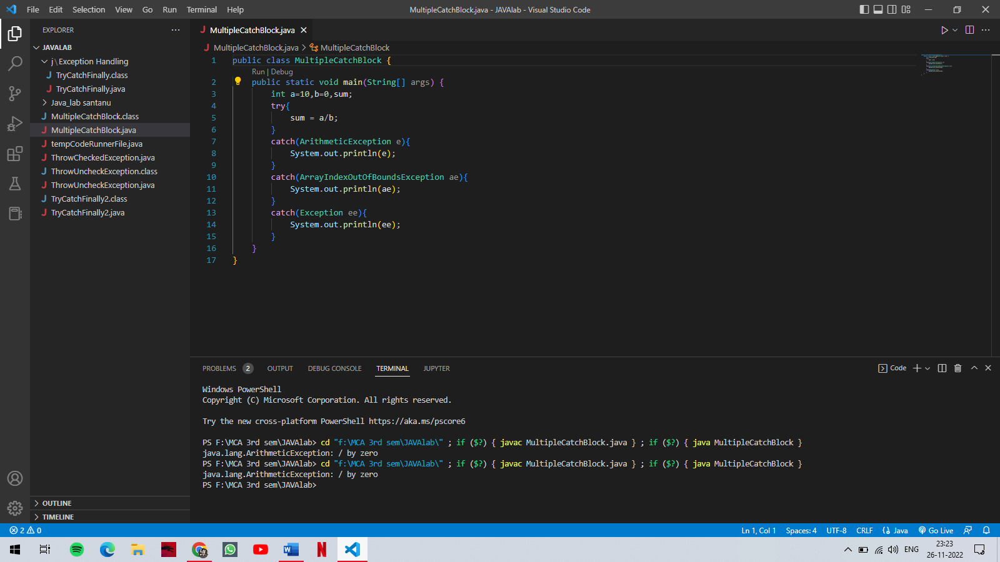 File Edit Selection View Go Run Terminal Help
MultipleCatchBlock.java - JAVAlab - Visual Studio Code
EXPLORER
JAVALAB
j\Exception Handling
TryCatchFinally.class
TryCatchFinally.java
Java_lab santanu
MultipleCatchBlock.class
MultipleCatchBlock.java
tempCodeRunnerFile.java
ThrowCheckedException.java
ThrowUncheckException.class
ThrowUncheckException.java
TryCatchFinally2.class
TryCatchFinally2.java
OUTLINE
TIMELINE
MultipleCatchBlock.java
MultipleCatchBlock.java > MultipleCatchBlock
1 public class MultipleCatchBlock {
Run | Debug
2 public static void main(String[] args) {
3 int a=10,b=0,sum;
4 try{
5 sum = a/b;
6 }
7 catch(ArithmeticException e){
8 System.out.println(e);
9 }
10 catch(ArrayIndexOutOfBoundsException ae){
11 System.out.println(ae);
12 }
13 catch(Exception ee){
14 System.out.println(ee);
15 }
16 }
17 }
PROBLEMS 2 OUTPUT DEBUG CONSOLE TERMINAL JUPYTER
Code
Windows PowerShell
Copyright (C) Microsoft Corporation. All rights reserved.
Try the new cross-platform PowerShell https://aka.ms/pscore6
PS F:\MCA 3rd sem\JAVAlab> cd "f:\MCA 3rd sem\JAVAlab\" ; if ($?) { javac MultipleCatchBlock.java } ; if ($?) { java MultipleCatchBlock }
java.lang.ArithmeticException: / by zero
PS F:\MCA 3rd sem\JAVAlab> cd "f:\MCA 3rd sem\JAVAlab\" ; if ($?) { javac MultipleCatchBlock.java } ; if ($?) { java MultipleCatchBlock }
java.lang.ArithmeticException: / by zero
PS F:\MCA 3rd sem\JAVAlab>
2 0
Ln 1, Col 1 Spaces: 4 UTF-8 CRLF {} Java Go Live
ENG
23:23
26-11-2022